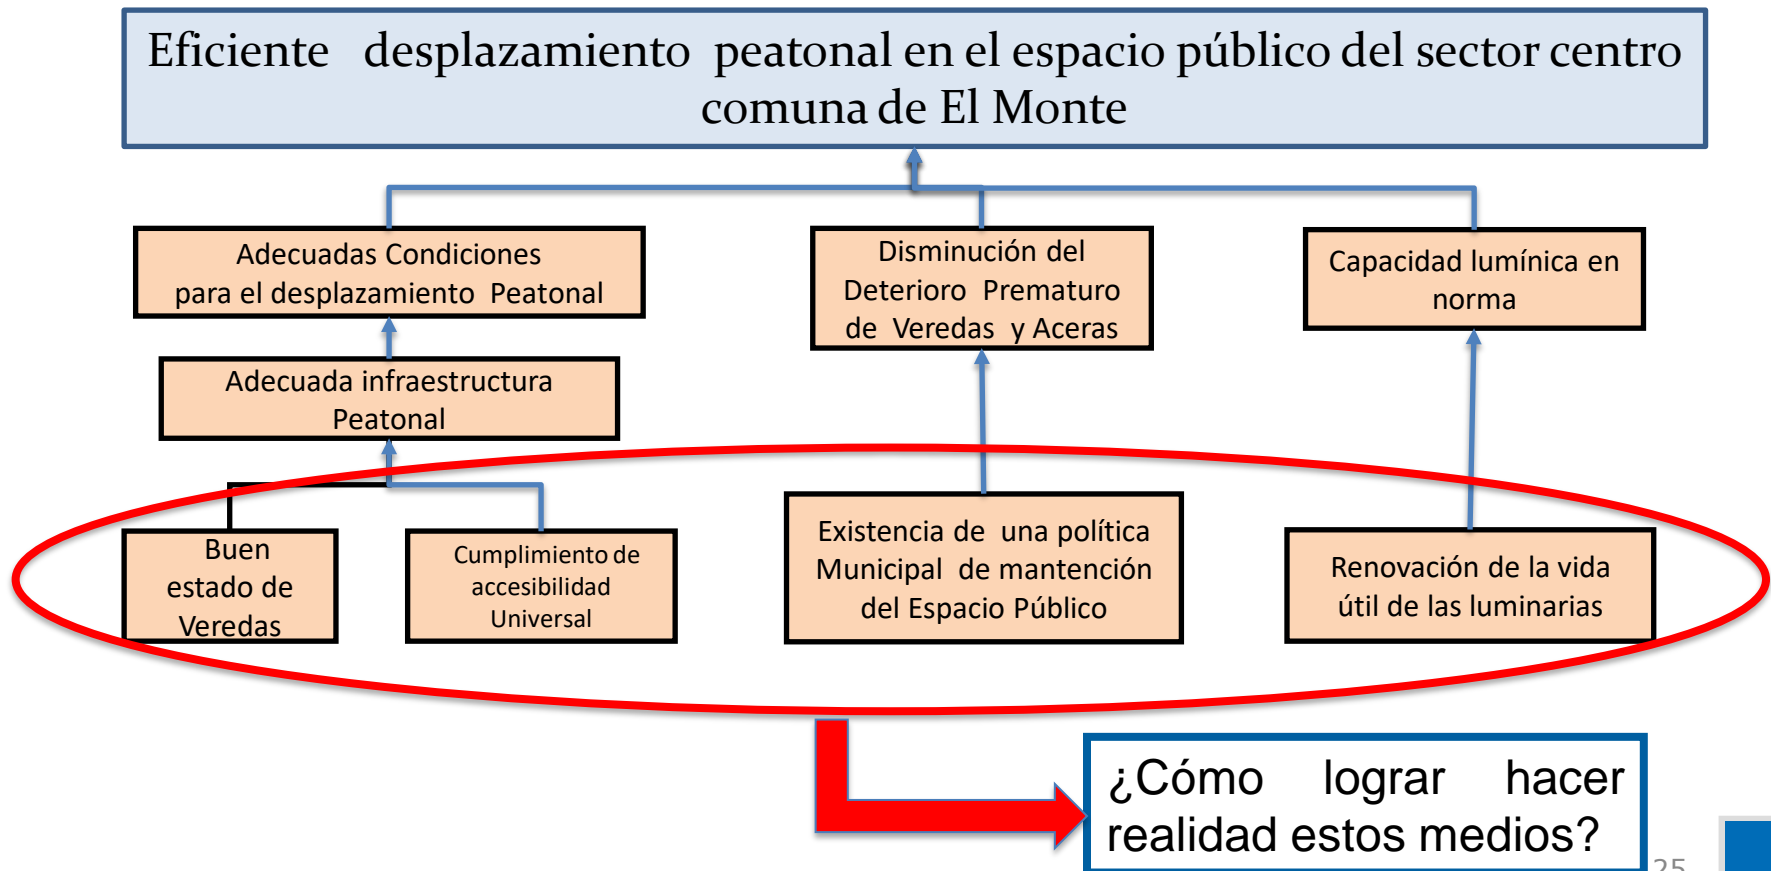 Eficiente desplazamiento peatonal en el espacio público del sector centro
comuna de El Monte
Adecuadas Condiciones
para el desplazamiento Peatonal
Disminución del
Deterioro Prematuro
de Veredas y Aceras
Capacidad lumínica en
norma
Adecuada infraestructura
Peatonal
Buen
estado de
Veredas
Cumplimiento de
accesibilidad
Universal
Existencia de una política
Municipal de mantención
del Espacio Público
Renovación de la vida
útil de las luminarias
¿Cómo lograr hacer
realidad estos medios?
25